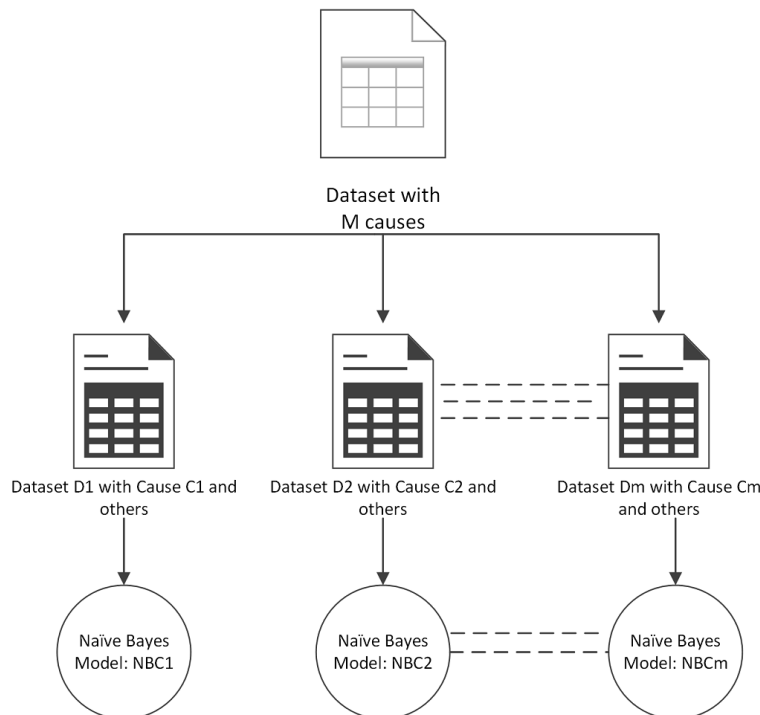 Dataset with
M causes
Dataset D1 with Cause C1 and
others
Dataset D2 with Cause C2 and
others
Dataset Dm with Cause Cm
and others
Naïve Bayes
Model: NBC1
Naïve Bayes
Model: NBC2
Naïve Bayes
Model: NBCm